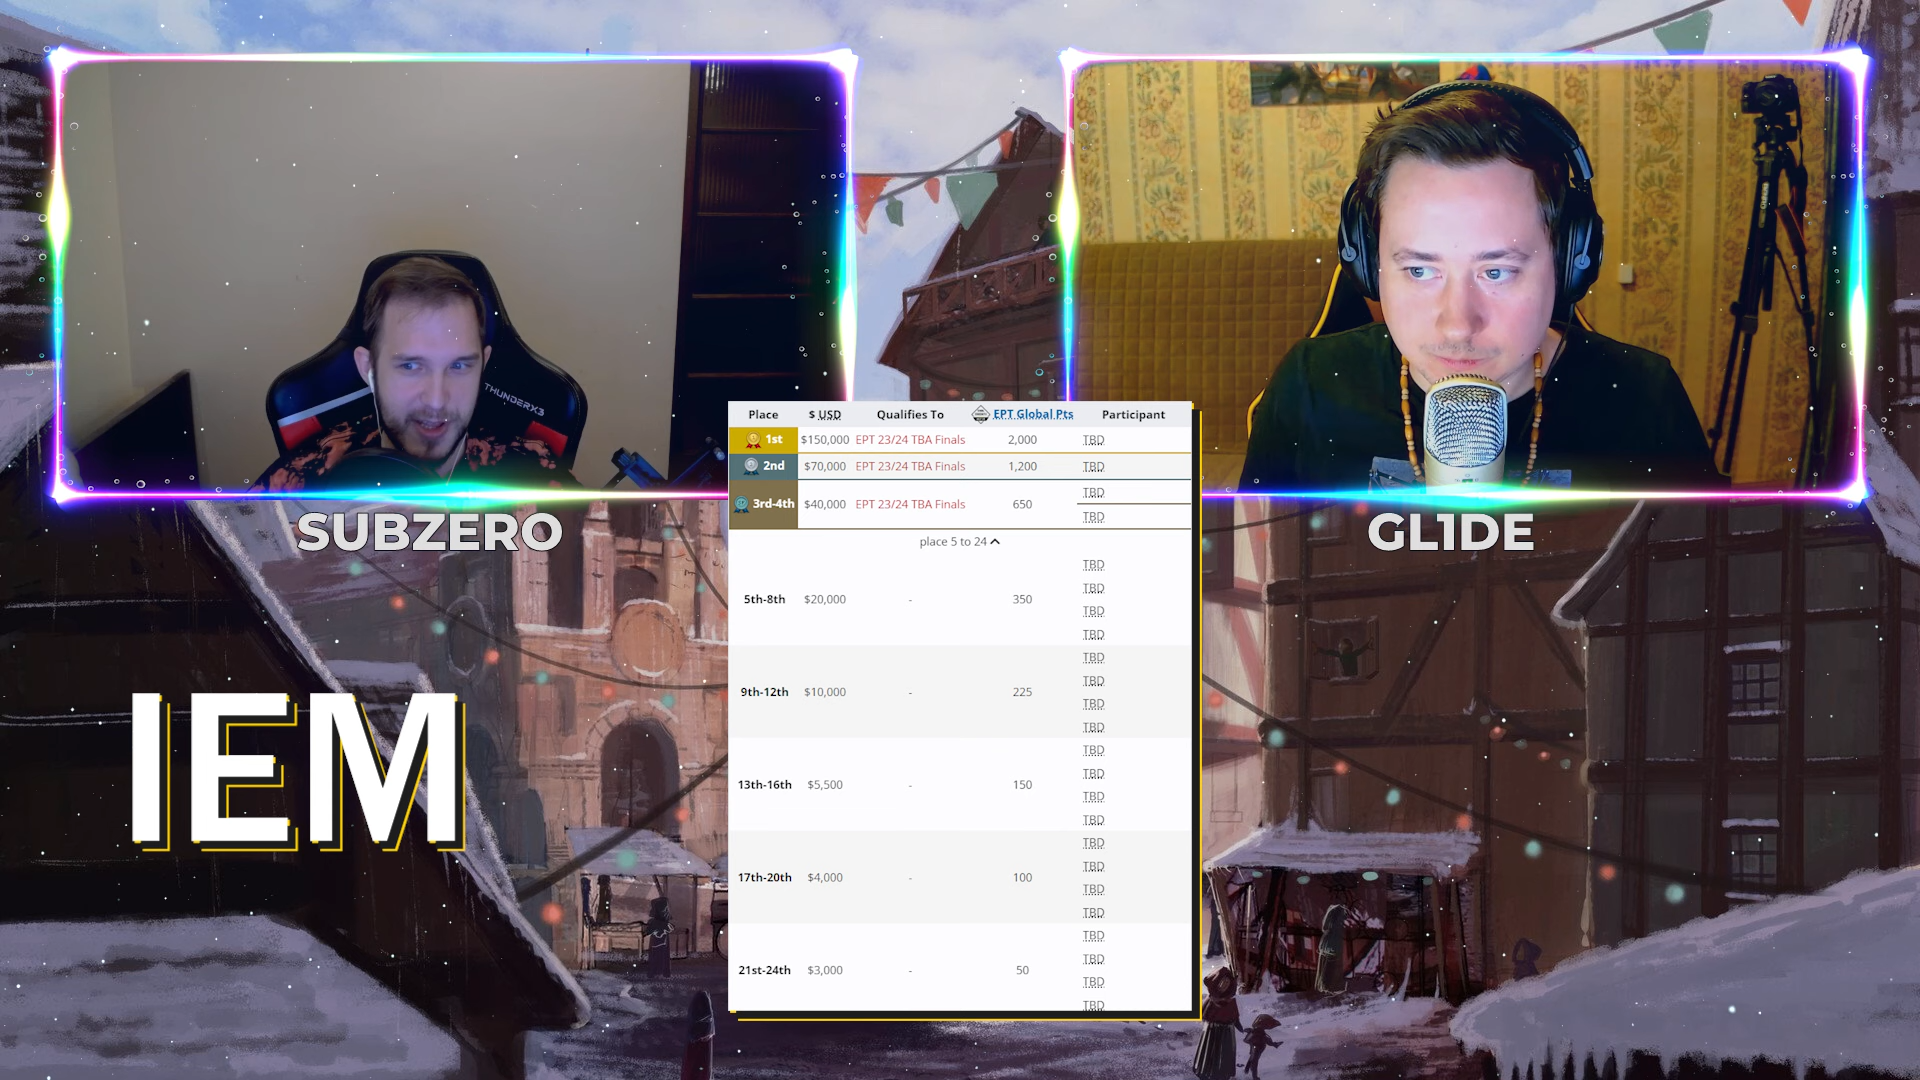 THUNDERX3
Place $ USD Qualifies To EPT Global Pts Participant
1st $150,000 EPT 23/24 TBA Finals 2,000 TBD
2nd $70,000 EPT 23/24 TBA Finals 1,200 TBD
3rd-4th $40,000 EPT 23/24 TBA Finals 650 TBD
TBD
SUBZERO
GL1DE
place 5 to 24
TBD
TBD
5th-8th $20,000 - 350
TBD
TBD
TBD
TBD
9th-12th $10,000 - 225
TBD
TBD
TBD
TBD
13th-16th $5,500 - 150
TBD
TBD
TBD
TBD
17th-20th $4,000 - 100
TBD
TBD
TBD
TBD
21st-24th $3,000 - 50
TBD
TBD
IEM